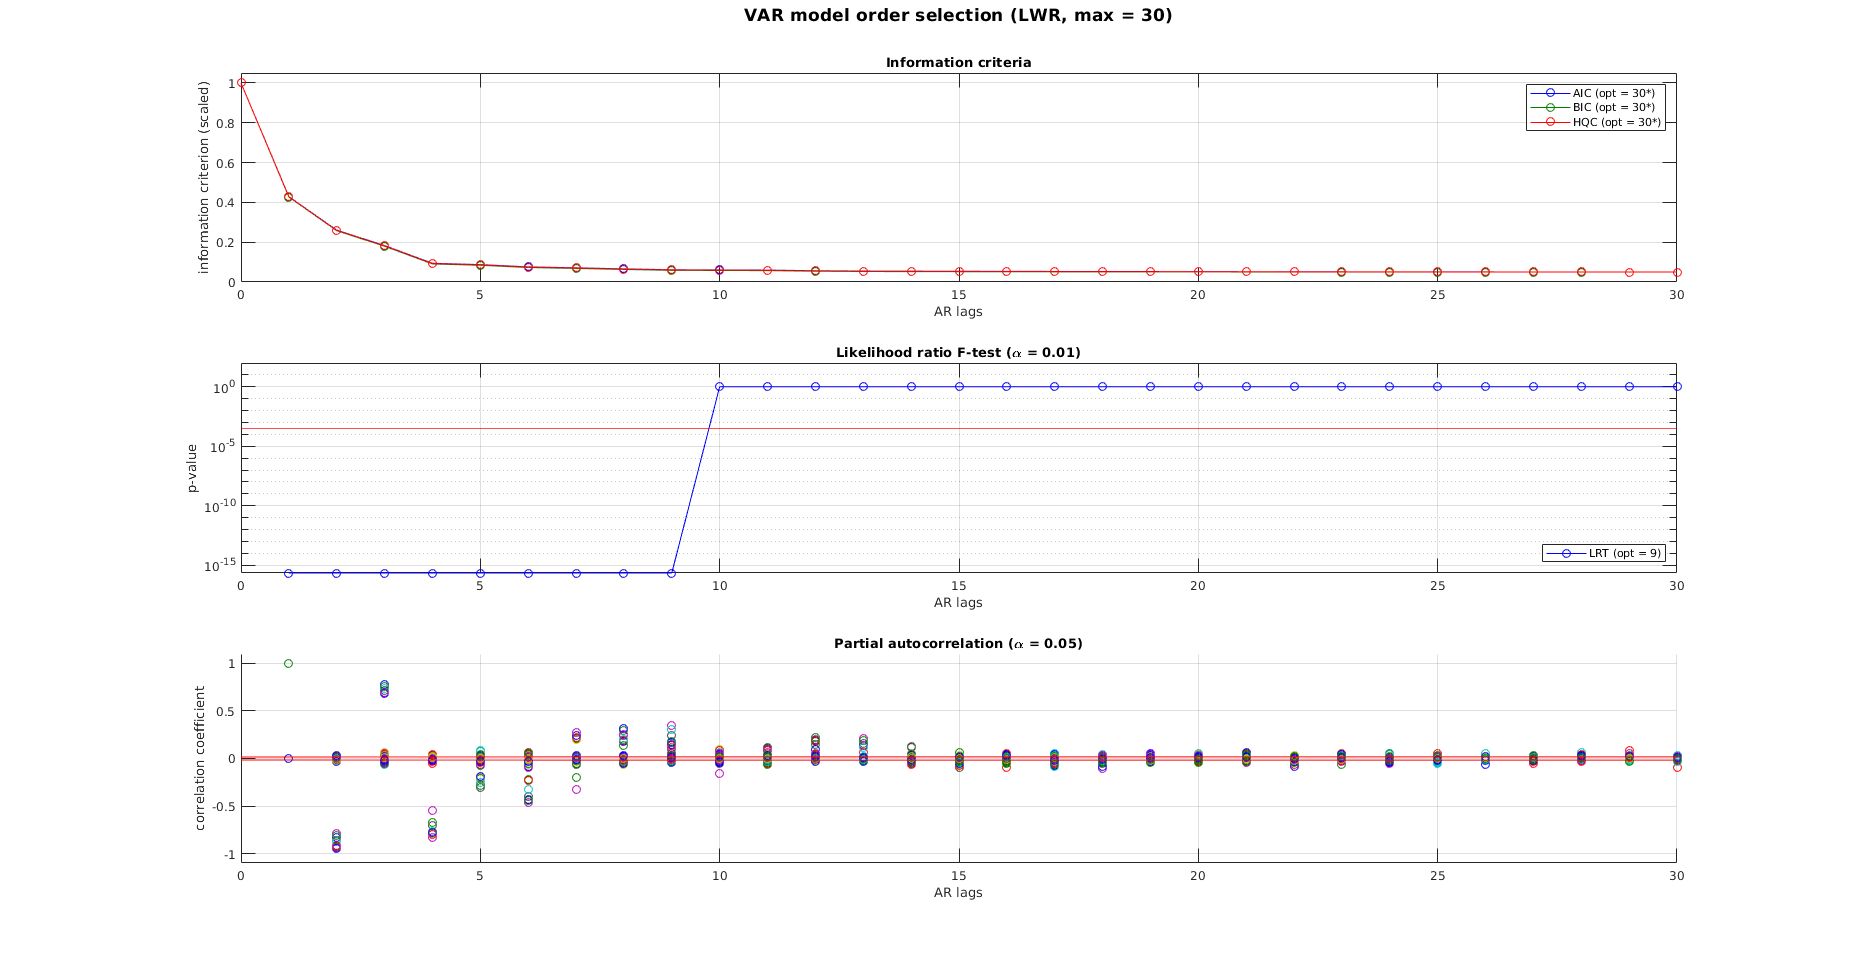 VAR model order selection (LWR, max = 30)
Information criteria
information criterion (scaled)
1
0.8
0.6
0.4
0.2
0
AIC (opt = 30*)
BIC (opt = 30*)
HQC (opt = 30*)
0 5 10 15 20 25 30
AR lags
Likelihood ratio F-test (α = 0.01)
p-value
10^0
10^-5
10^-10
10^-15
LRT (opt = 9)
0 5 10 15 20 25 30
AR lags
Partial autocorrelation (α = 0.05)
correlation coefficient
1
0.5
0
-0.5
-1
0 5 10 15 20 25 30
AR lags